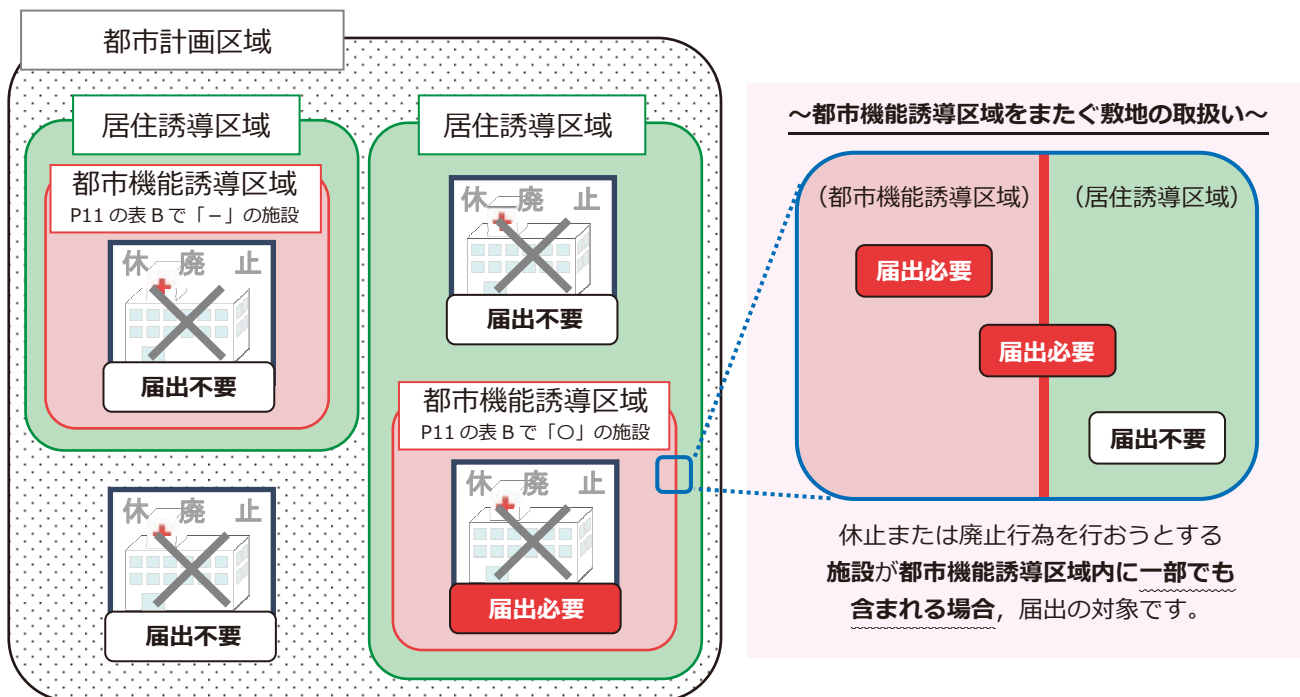 都市計画区域
居住誘導区域
都市機能誘導区域
P11 の表 B で「－」の施設
休 廃 止
届出不要
居住誘導区域
休 廃 止
届出不要
都市機能誘導区域
P11 の表 B で「〇」の施設
休 廃 止
届出必要
休 廃 止
届出不要
～都市機能誘導区域をまたぐ敷地の取扱い～
（都市機能誘導区域）
（居住誘導区域）
届出必要
届出必要
届出不要
休止または廃止行為を行おうとする
施設が都市機能誘導区域内に一部でも
含まれる場合，届出の対象です。